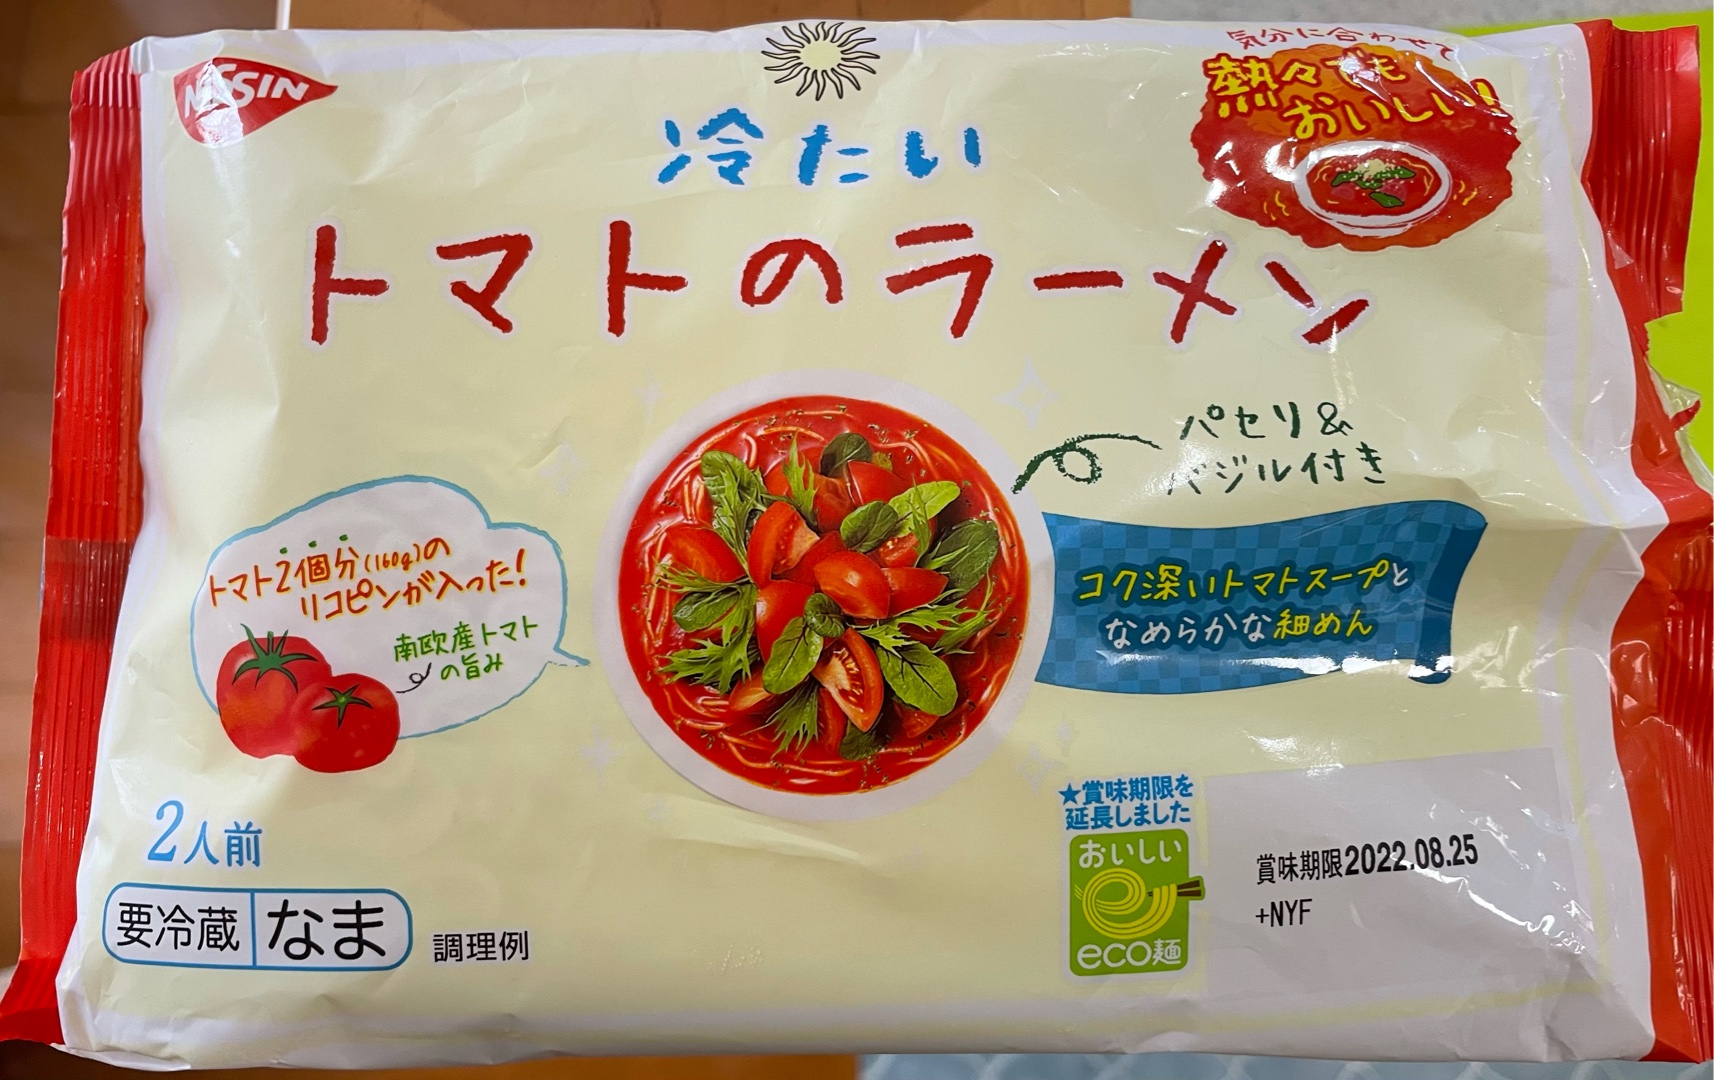 NISSIN
気分に合わせて
熱々でも
おいしい!
冷たい
トマトのラーメン
パセリ&
バジル付き
トマト2個分(160g)の
リコピンが入った!
南欧産トマト
の旨み
コク深いトマトスープと
なめらかな細めん
2人前
要冷蔵 なま
調理例
★賞味期限を
延長しました
おいしい
eco麺
賞味期限2022.08.25
+NYF